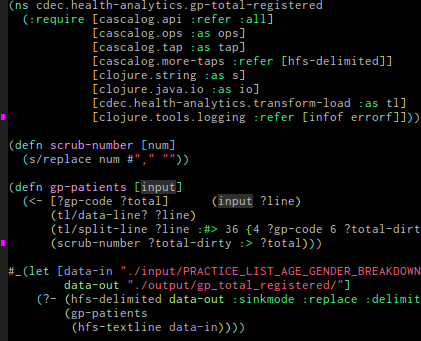 (ns cdec.health-analytics.gp-total-registered
  (:require [cascalog.api :refer :all]
            [cascalog.ops :as ops]
            [cascalog.tap :as tap]
            [cascalog.more-taps :refer [hfs-delimited]]
            [clojure.string :as s]
            [clojure.java.io :as io]
            [cdec.health-analytics.transform-load :as tl]
            [clojure.tools.logging :refer [infof errorf]]))
(defn scrub-number [num]
  (s/replace num #"," ""))
(defn gp-patients [input]
  (<- [?gp-code ?total]       (input ?line)
      (tl/data-line? ?line)
      (tl/split-line ?line :#> 36 {4 ?gp-code 6 ?total-dirt
      (scrub-number ?total-dirty :> ?total)))
#_(let [data-in "./input/PRACTICE_LIST_AGE_GENDER_BREAKDOWN
        data-out "./output/gp_total_registered/"]
    (?- (hfs-delimited data-out :sinkmode :replace :delimit
        (gp-patients
         (hfs-textline data-in))))